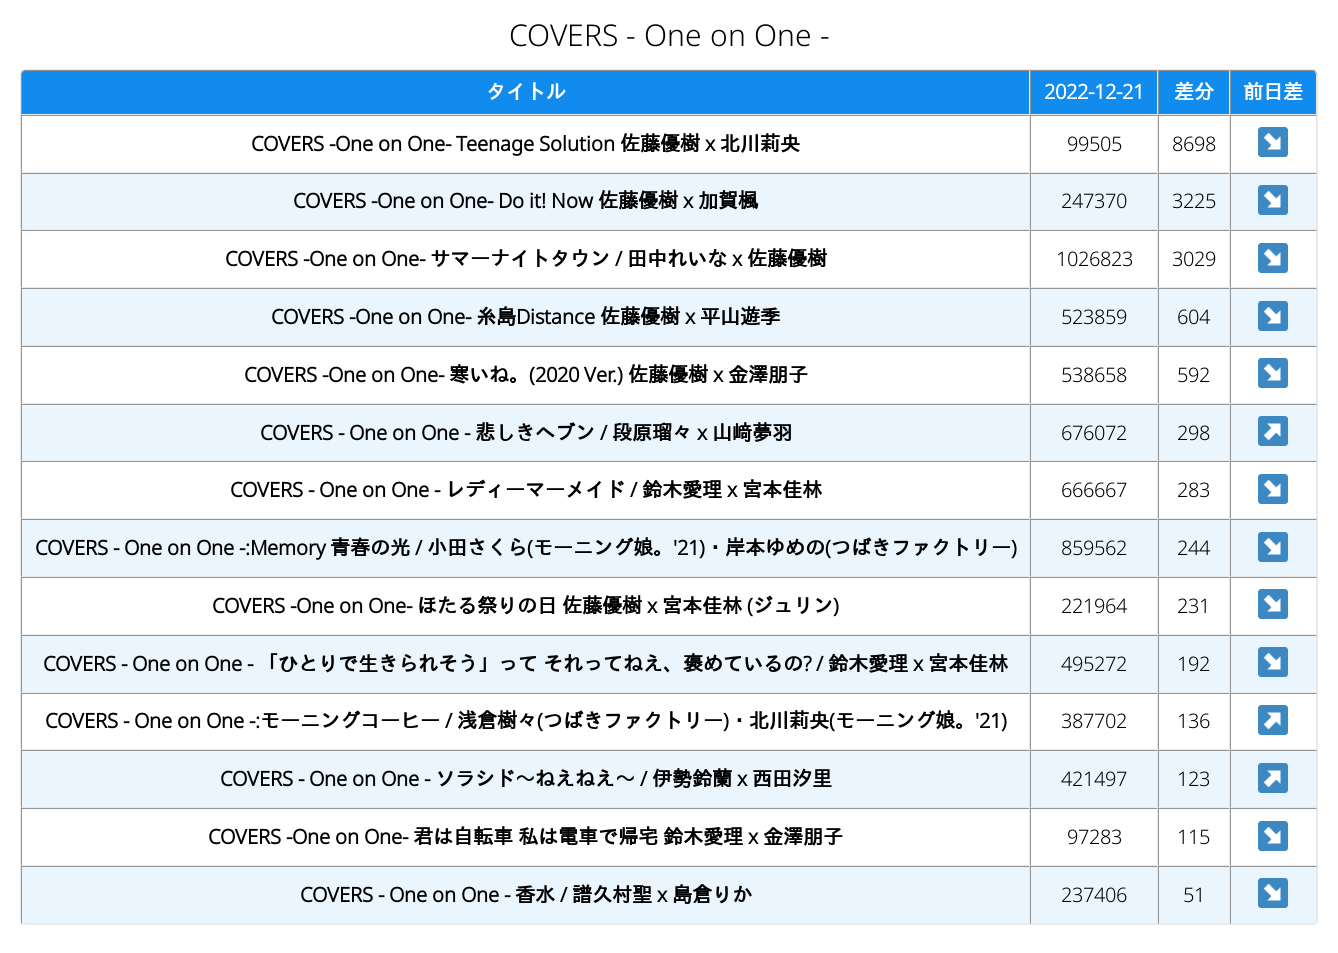 COVERS - One on One -
タイトル 2022-12-21 差分 前日差
COVERS -One on One- Teenage Solution 佐藤優樹 x 北川莉央 99505 8698 ↘
COVERS -One on One- Do it! Now 佐藤優樹 x 加賀楓 247370 3225 ↘
COVERS -One on One- サマーナイトタウン / 田中れいな x 佐藤優樹 1026823 3029 ↘
COVERS -One on One- 糸島Distance 佐藤優樹 x 平山遊季 523859 604 ↘
COVERS -One on One- 寒いね。(2020 Ver.) 佐藤優樹 x 金澤朋子 538658 592 ↘
COVERS - One on One - 悲しきヘブン / 段原瑠々 x 山﨑夢羽 676072 298 ↗
COVERS - One on One - レディーマーメイド / 鈴木愛理 x 宮本佳林 666667 283 ↘
COVERS - One on One -:Memory 青春の光 / 小田さくら(モーニング娘。'21)・岸本ゆめの(つばきファクトリー) 859562 244 ↘
COVERS -One on One- ほたる祭りの日 佐藤優樹 x 宮本佳林 (ジュリン) 221964 231 ↘
COVERS - One on One - 「ひとりで生きられそう」って それってねえ、褒めているの? / 鈴木愛理 x 宮本佳林 495272 192 ↘
COVERS - One on One -:モーニングコーヒー / 浅倉樹々(つばきファクトリー)・北川莉央(モーニング娘。'21) 387702 136 ↗
COVERS - One on One - ソラシド〜ねえねえ〜 / 伊勢鈴蘭 x 西田汐里 421497 123 ↗
COVERS -One on One- 君は自転車 私は電車で帰宅 鈴木愛理 x 金澤朋子 97283 115 ↘
COVERS - One on One - 香水 / 譜久村聖 x 島倉りか 237406 51 ↘